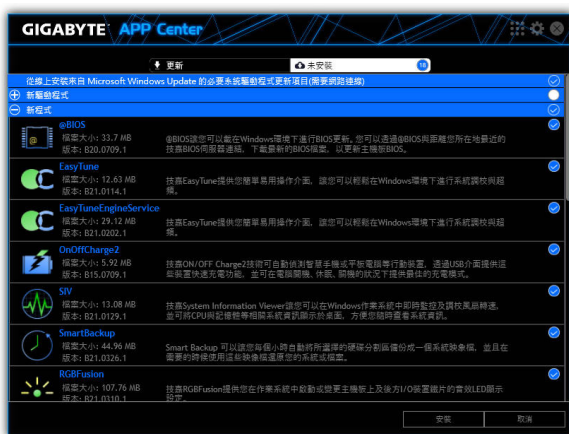 GIGABYTE APP Center
更新
未安裝 18
從線上安裝來自 Microsoft Windows Update 的必要系統驅動程式更新項目(需要網路連線)
新驅動程式
新程式
@BIOS
檔案大小: 33.7 MB
版本: B20.0709.1
@BIOS讓您可以載在Windows環境下進行BIOS更新。您可以透過@BIOS與距離您所在地最近的
技嘉BIOS伺服器連結，下載最新的BIOS檔案，以更新主機板BIOS。
EasyTune
檔案大小: 12.63 MB
版本: B21.0114.1
技嘉EasyTune提供您簡單易用操作介面，讓您可以輕鬆在Windows環境下進行系統調校與超
頻。
EasyTuneEngineService
檔案大小: 29.12 MB
版本: B21.0202.1
技嘉EasyTune提供您簡單易用操作介面，讓您可以輕鬆在Windows環境下進行系統調校與超
頻。
OnOffCharge2
檔案大小: 5.92 MB
版本: B15.0709.1
技嘉ON/OFF Charge2技術可自動偵測智慧手機或平板電腦等行動裝置，透過USB介面提供這
些裝置快速充電功能，並可在電腦開機、休眠、關機的狀況下提供最佳的充電模式。
SIV
檔案大小: 13.08 MB
版本: B21.0129.1
技嘉System Information Viewer讓您可以在Windows作業系統中即時監控及調校風扇轉速，
並可將CPU與記憶體等相關系統資訊顯示於桌面，方便您隨時查看系統資訊。
SmartBackup
檔案大小: 44.96 MB
版本: B21.0326.1
Smart Backup 可以讓您每個小時自動將所選擇的硬碟分割區備份成一個系統映象檔，並且在
需要的時候使用這些映像檔還原您的系統或檔案。
RGBFusion
檔案大小: 107.76 MB
版本: B21.0310.1
技嘉RGBFusion提供您在作業系統中啟動或變更主機板上及後方I/O裝置鐵片的音效LED顯示
設定。
安裝
取消